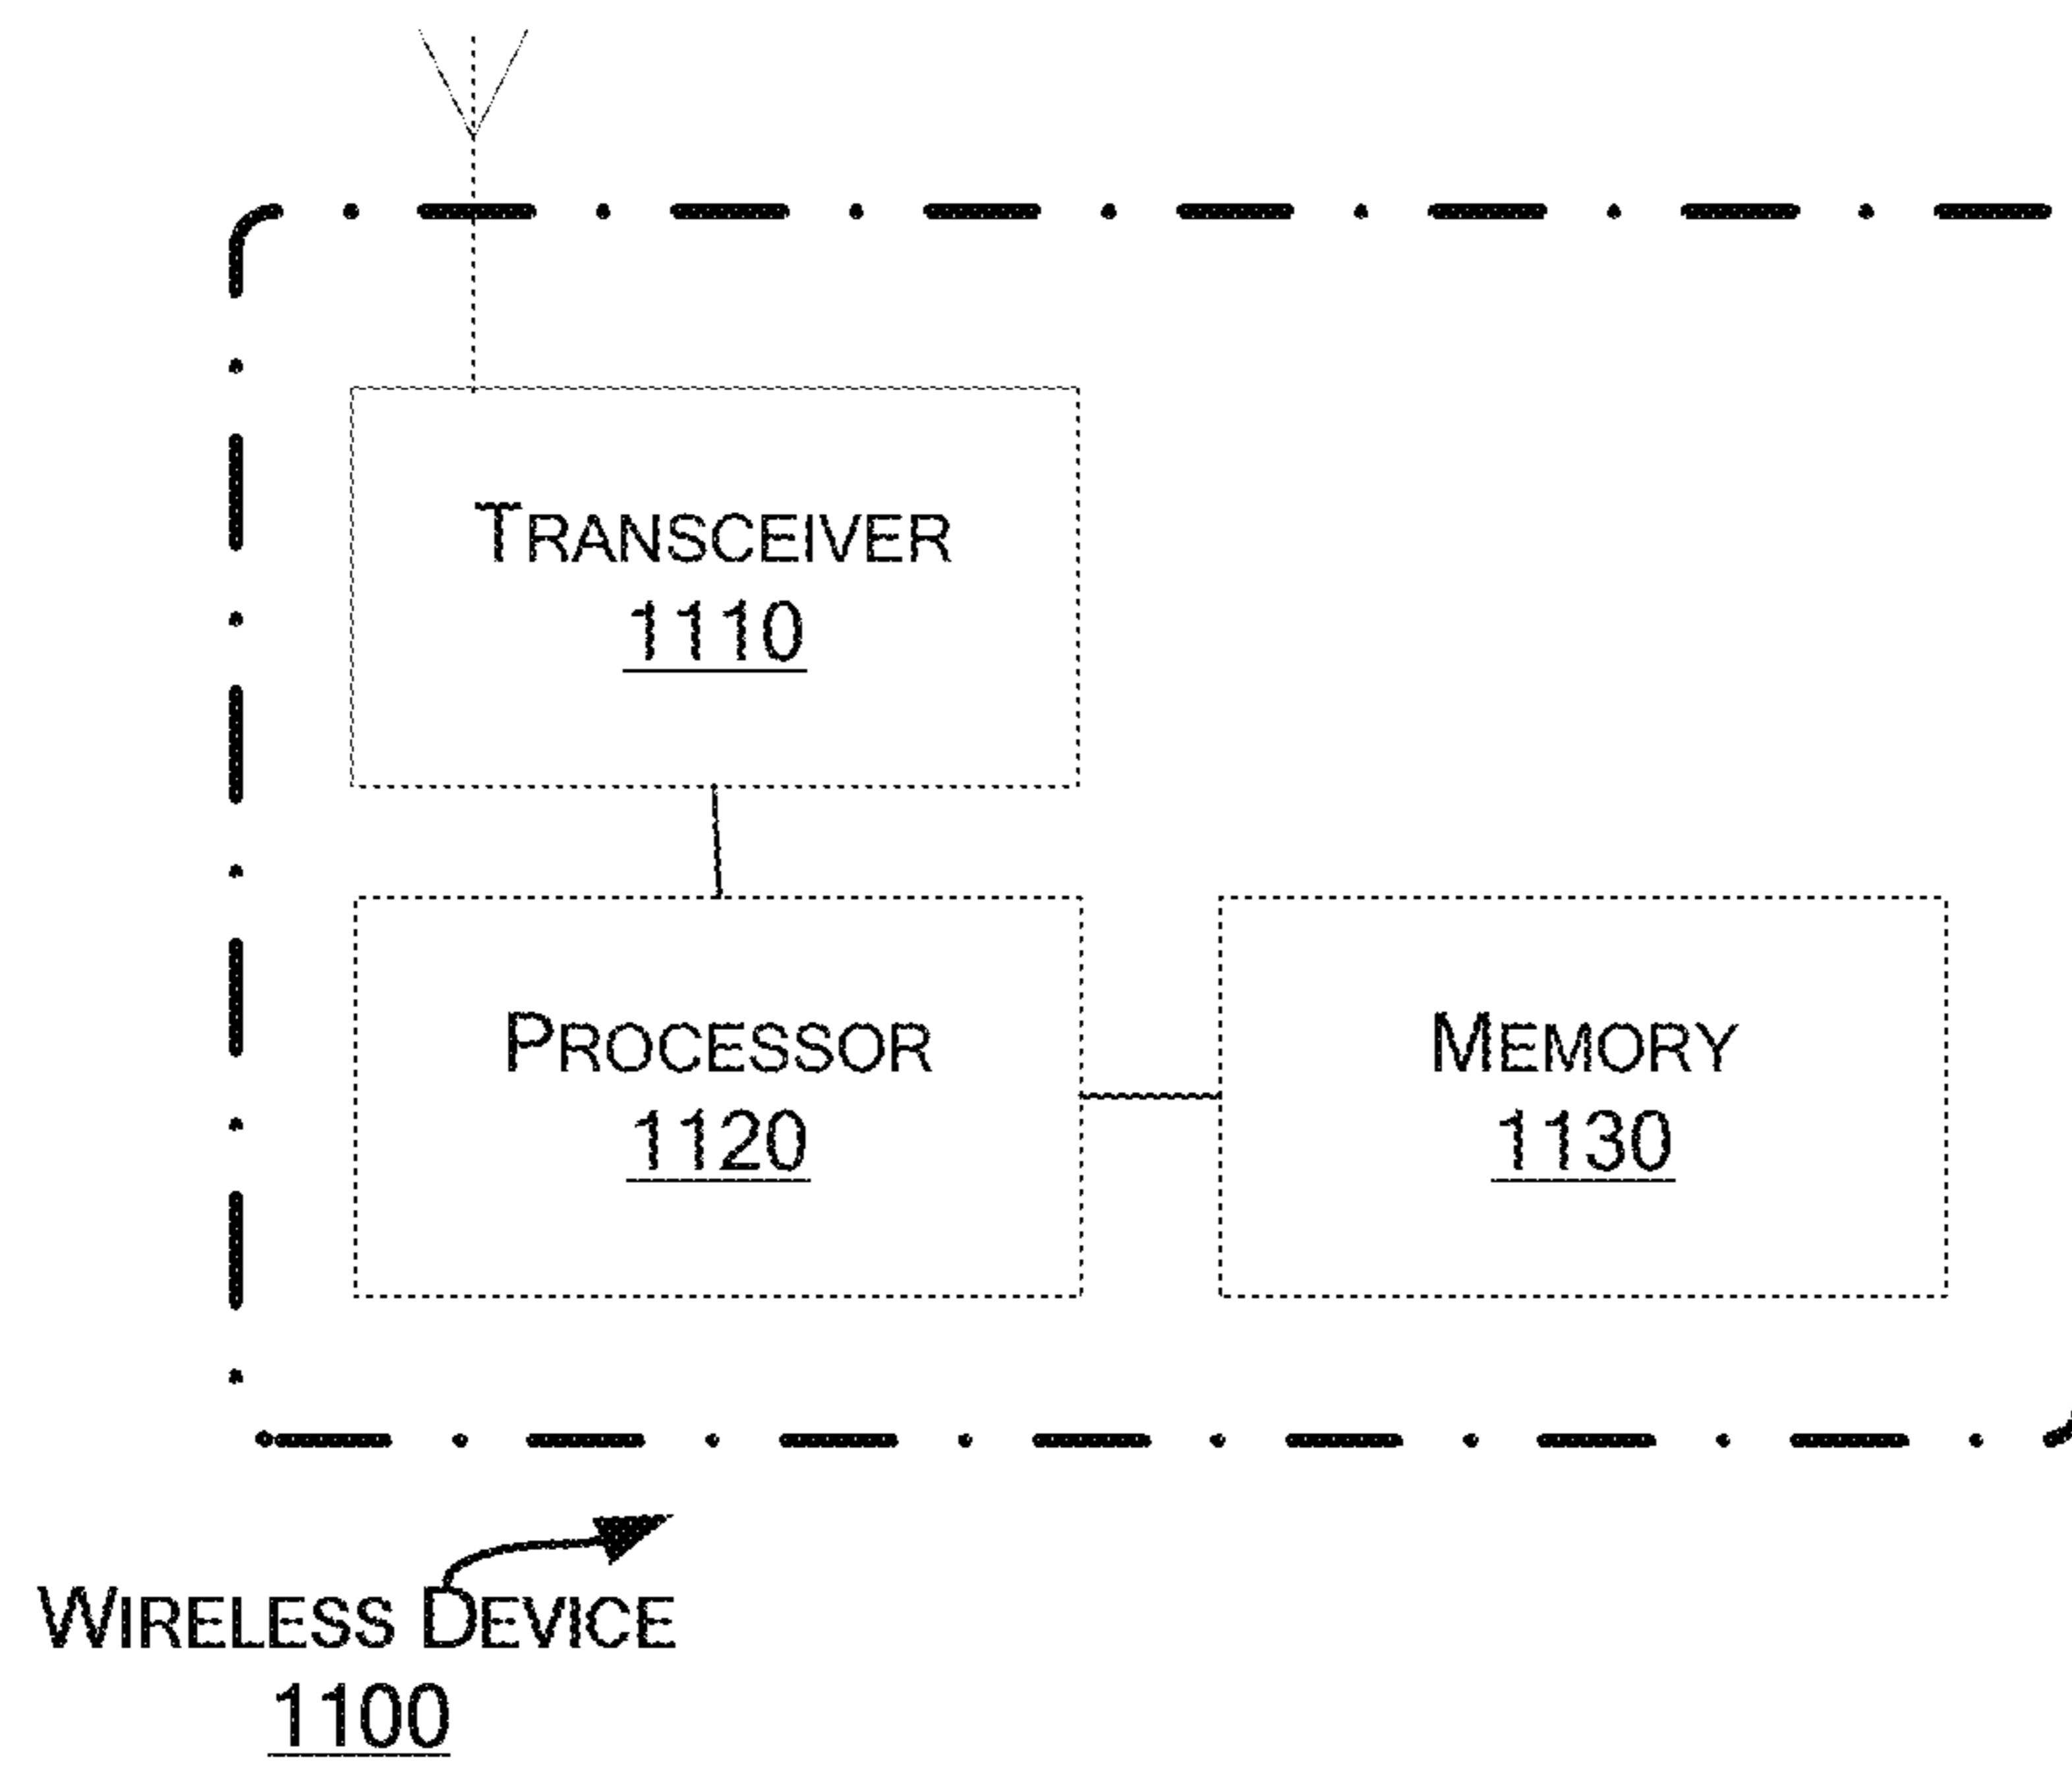 TRANSCEIVER
1110
PROCESSOR
1120
MEMORY
1130
WIRELESS DEVICE
1100